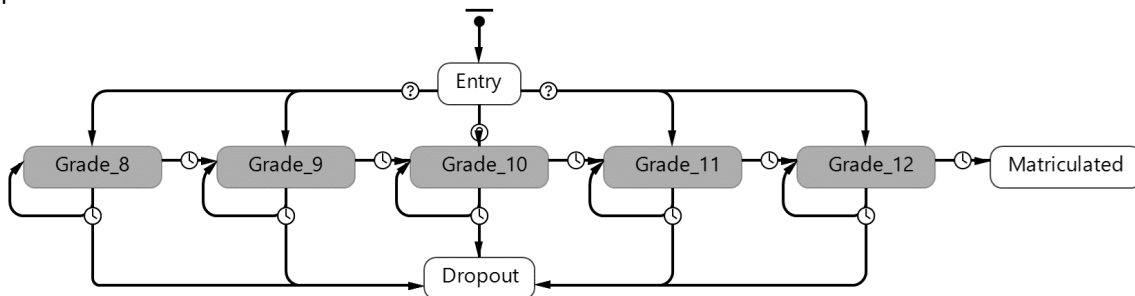 Entry
?
?
?
Grade_8
Grade_9
Grade_10
Grade_11
Grade_12
Matriculated
Dropout